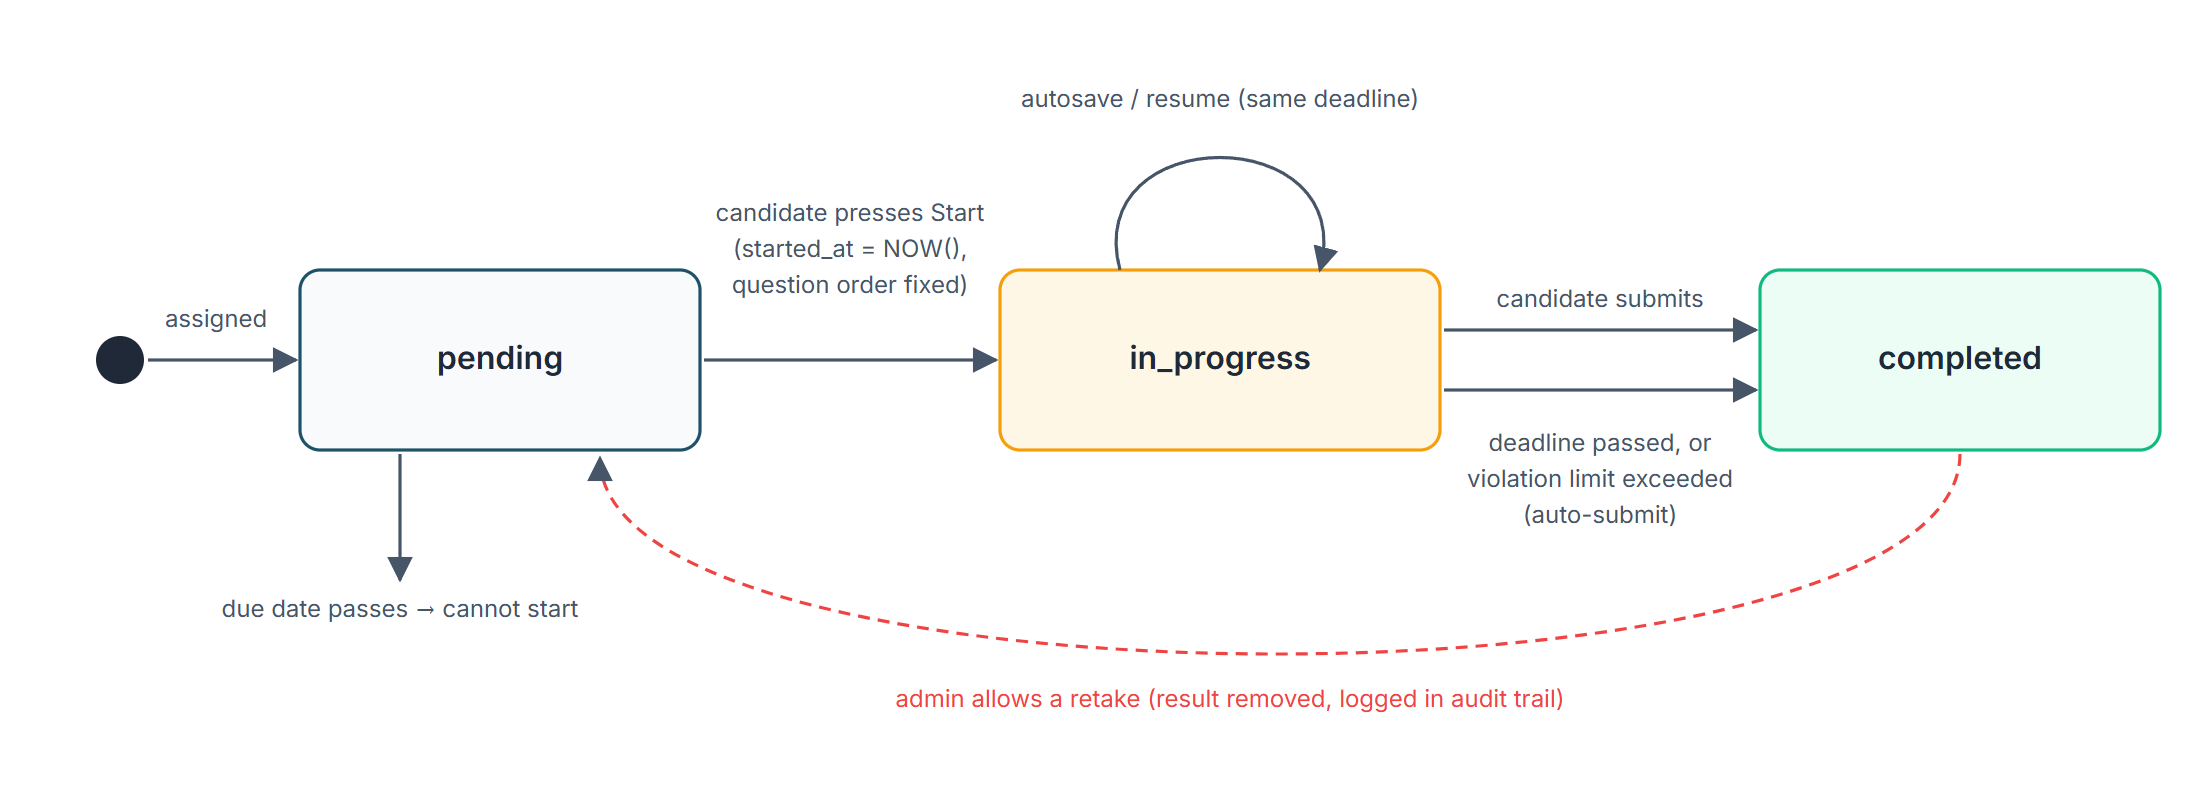 autosave / resume (same deadline)
candidate presses Start
(started_at = NOW(),
question order fixed)
assigned
pending
in_progress
candidate submits
completed
deadline passed, or
violation limit exceeded
(auto-submit)
due date passes → cannot start
admin allows a retake (result removed, logged in audit trail)